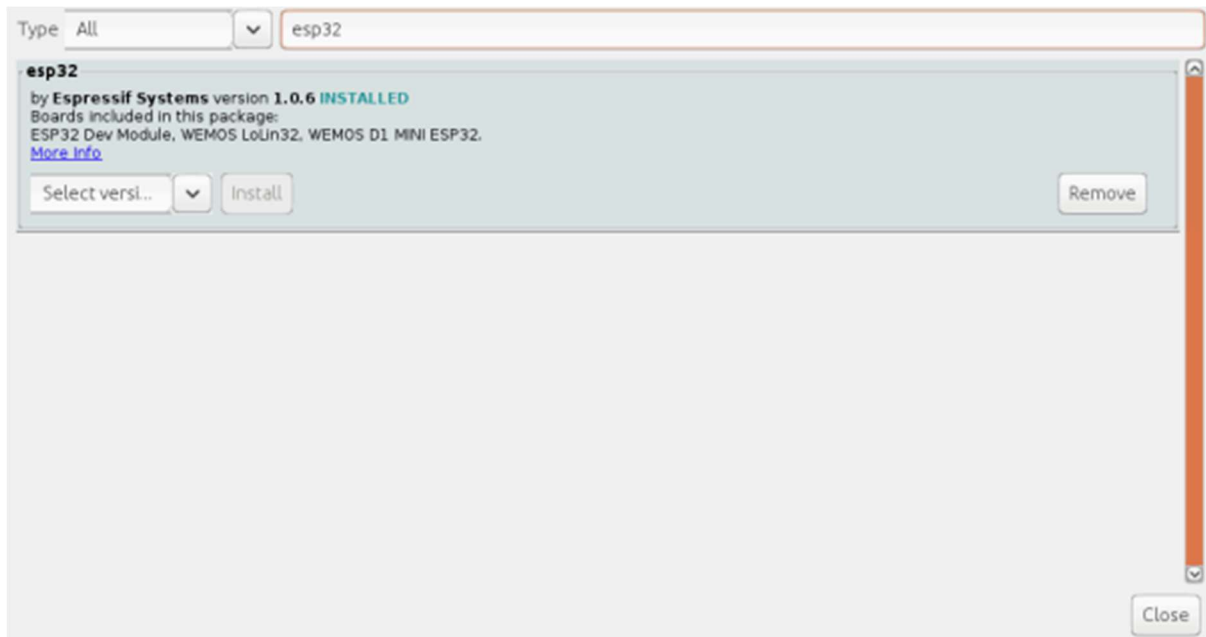 Type All esp32
esp32
by Espressif Systems version 1.0.6 INSTALLED
Boards included in this package:
ESP32 Dev Module, WEMOS LoLin32, WEMOS D1 MINI ESP32.
More Info
Select versi... Install Remove
Close